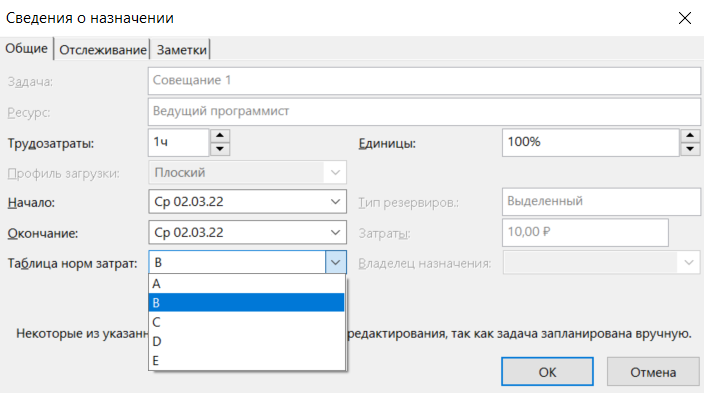 Сведения о назначении
Общие Отслеживание Заметки
Задача: Совещание 1
Ресурс: Ведущий программист
Трудозатраты: 1ч Единицы: 100%
Профиль загрузки: Плоский
Начало: Ср 02.03.22 Тип резервиров.: Выделенный
Окончание: Ср 02.03.22 Затраты: 10,00 ₽
Таблица норм затрат: B Владелец назначения:
A
B
C
D
E
Некоторые из указанн редактирования, так как задача запланирована вручную.
ОК Отмена